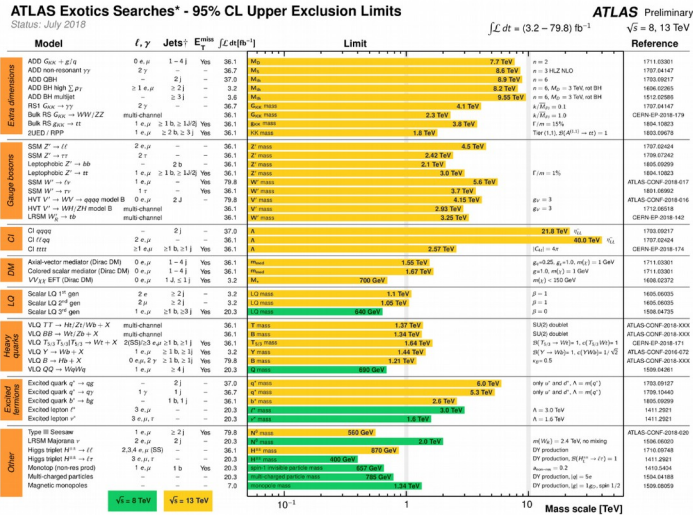 ATLAS Exotics Searches* - 95% CL Upper Exclusion Limits
Status: July 2018
ATLAS Preliminary
∫ℒ dt = (3.2 – 79.8) fb⁻¹
√s = 8, 13 TeV
Model ℓ, γ Jets† E_T^miss ∫ℒ dt[fb⁻¹] Limit Reference
Extra dimensions
ADD G_KK + g/q 0 e, μ 1 – 4 j Yes 36.1 M_D 7.7 TeV n = 2 1711.03301
ADD non-resonant γγ 2 γ – – 36.7 M_S 8.6 TeV n = 3 HLZ NLO 1707.04147
ADD QBH – 2 j – 37.0 M_th 8.9 TeV n = 6 1703.09217
ADD BH high ∑ p_T ≥ 1 e, μ ≥ 2 j – 3.2 M_th 8.2 TeV n = 6, M_D = 3 TeV, rot BH 1606.02265
ADD BH multijet – ≥ 3 j – 3.6 M_th 9.55 TeV n = 6, M_D = 3 TeV, rot BH 1512.02586
RS1 G_KK → γγ 2 γ – – 36.7 G_KK mass 4.1 TeV k/M_Pl = 0.1 1707.04147
Bulk RS G_KK → WW/ZZ multi-channel 36.1 G_KK mass 2.3 TeV k/M_Pl = 1.0 CERN-EP-2018-179
Bulk RS g_KK → tt 1 e, μ ≥ 1 b, ≥ 1J/2j Yes 36.1 g_KK mass 3.8 TeV Γ/m = 15% 1804.10823
2UED / RPP 1 e, μ ≥ 2 b, ≥ 3 j Yes 36.1 KK mass 1.8 TeV Tier (1,1), ℬ(A^(1,1) → tt) = 1 1803.09678
Gauge bosons
SSM Z′ → ℓℓ 2 e, μ – – 36.1 Z′ mass 4.5 TeV 1707.02424
SSM Z′ → ττ 2 τ – – 36.1 Z′ mass 2.42 TeV 1709.07242
Leptophobic Z′ → bb – 2 b – 36.1 Z′ mass 2.1 TeV 1805.09299
Leptophobic Z′ → tt 1 e, μ ≥ 1 b, ≥ 1J/2j Yes 36.1 Z′ mass 3.0 TeV Γ/m = 1% 1804.10823
SSM W′ → ℓν 1 e, μ – Yes 79.8 W′ mass 5.6 TeV ATLAS-CONF-2018-017
SSM W′ → τν 1 τ – Yes 36.1 W′ mass 3.7 TeV 1801.06992
HVT V′ → WV → qqqq model B 0 e, μ 2 J – 79.8 V′ mass 4.15 TeV g_V = 3 ATLAS-CONF-2018-016
HVT V′ → WH/ZH model B multi-channel 36.1 V′ mass 2.93 TeV g_V = 3 1712.06518
LRSM W′_R → tb multi-channel 36.1 W′ mass 3.25 TeV CERN-EP-2018-142
CI
CI qqqq – 2 j – 37.0 Λ 21.8 TeV η⁻_LL 1703.09217
CI ℓℓqq 2 e, μ – – 36.1 Λ 40.0 TeV η⁻_LL 1707.02424
CI tttt ≥1 e,μ ≥1 b, ≥1 j Yes 36.1 Λ 2.57 TeV |C_4t| = 4π CERN-EP-2018-174
DM
Axial-vector mediator (Dirac DM) 0 e, μ 1 – 4 j Yes 36.1 m_med 1.55 TeV g_q=0.25, g_χ=1.0, m(χ) = 1 GeV 1711.03301
Colored scalar mediator (Dirac DM) 0 e, μ 1 – 4 j Yes 36.1 m_med 1.67 TeV g=1.0, m(χ) = 1 GeV 1711.03301
VVχχ EFT (Dirac DM) 0 e, μ 1 J, ≤ 1 j Yes 3.2 M_* 700 GeV m(χ) < 150 GeV 1608.02372
LQ
Scalar LQ 1st gen 2 e ≥ 2 j – 3.2 LQ mass 1.1 TeV β = 1 1605.06035
Scalar LQ 2nd gen 2 μ ≥ 2 j – 3.2 LQ mass 1.05 TeV β = 1 1605.06035
Scalar LQ 3rd gen 1 e, μ ≥1 b, ≥3 j Yes 20.3 LQ mass 640 GeV β = 0 1508.04735
Heavy quarks
VLQ TT → Ht/Zt/Wb + X multi-channel 36.1 T mass 1.37 TeV SU(2) doublet ATLAS-CONF-2018-XXX
VLQ BB → Wt/Zb + X multi-channel 36.1 B mass 1.34 TeV SU(2) doublet ATLAS-CONF-2018-XXX
VLQ T_5/3 T_5/3|T_5/3 → Wt + X 2(SS)/≥3 e,μ ≥1 b, ≥1 j Yes 36.1 T_5/3 mass 1.64 TeV ℬ(T_5/3 → Wt)= 1, c(T_5/3 Wt)= 1 CERN-EP-2018-171
VLQ Y → Wb + X 1 e, μ ≥ 1 b, ≥ 1j Yes 3.2 Y mass 1.44 TeV ℬ(Y → Wb)= 1, c(YWb)= 1/√2 ATLAS-CONF-2016-072
VLQ B → Hb + X 0 e,μ, 2 γ ≥ 1 b, ≥ 1j Yes 79.8 B mass 1.21 TeV κ_B= 0.5 ATLAS-CONF-2018-XXX
VLQ QQ → WqWq 1 e, μ ≥ 4 j Yes 20.3 Q mass 690 GeV 1509.04261
Excited fermions
Excited quark q* → qg – 2 j – 37.0 q* mass 6.0 TeV only u* and d*, Λ = m(q*) 1703.09127
Excited quark q* → qγ 1 γ 1 j – 36.7 q* mass 5.3 TeV only u* and d*, Λ = m(q*) 1709.10440
Excited quark b* → bg – 1 b, 1 j – 36.1 b* mass 2.6 TeV 1805.09299
Excited lepton ℓ* 3 e, μ – – 20.3 ℓ* mass 3.0 TeV Λ = 3.0 TeV 1411.2921
Excited lepton ν* 3 e, μ, τ – – 20.3 ν* mass 1.6 TeV Λ = 1.6 TeV 1411.2921
Other
Type III Seesaw 1 e, μ ≥ 2 j Yes 79.8 N⁰ mass 560 GeV ATLAS-CONF-2018-020
LRSM Majorana ν 2 e, μ 2 j – 20.3 N⁰ mass 2.0 TeV m(W_R) = 2.4 TeV, no mixing 1506.06020
Higgs triplet H^±± → ℓℓ 2,3,4 e, μ (SS) – – 36.1 H^±± mass 870 GeV DY production 1710.09748
Higgs triplet H^±± → ℓτ 3 e, μ, τ – – 20.3 H^±± mass 400 GeV DY production, ℬ(H^±±_L → ℓτ) = 1 1411.2921
Monotop (non-res prod) 1 e, μ 1 b Yes 20.3 spin-1 invisible particle mass 657 GeV a_non-res = 0.2 1410.5404
Multi-charged particles – – – 20.3 multi-charged particle mass 785 GeV DY production, |q| = 5e 1504.04188
Magnetic monopoles – – – 7.0 monopole mass 1.34 TeV DY production, |g| = 1g_D, spin 1/2 1509.08059
√s = 8 TeV √s = 13 TeV
10⁻¹ 1 10
Mass scale [TeV]